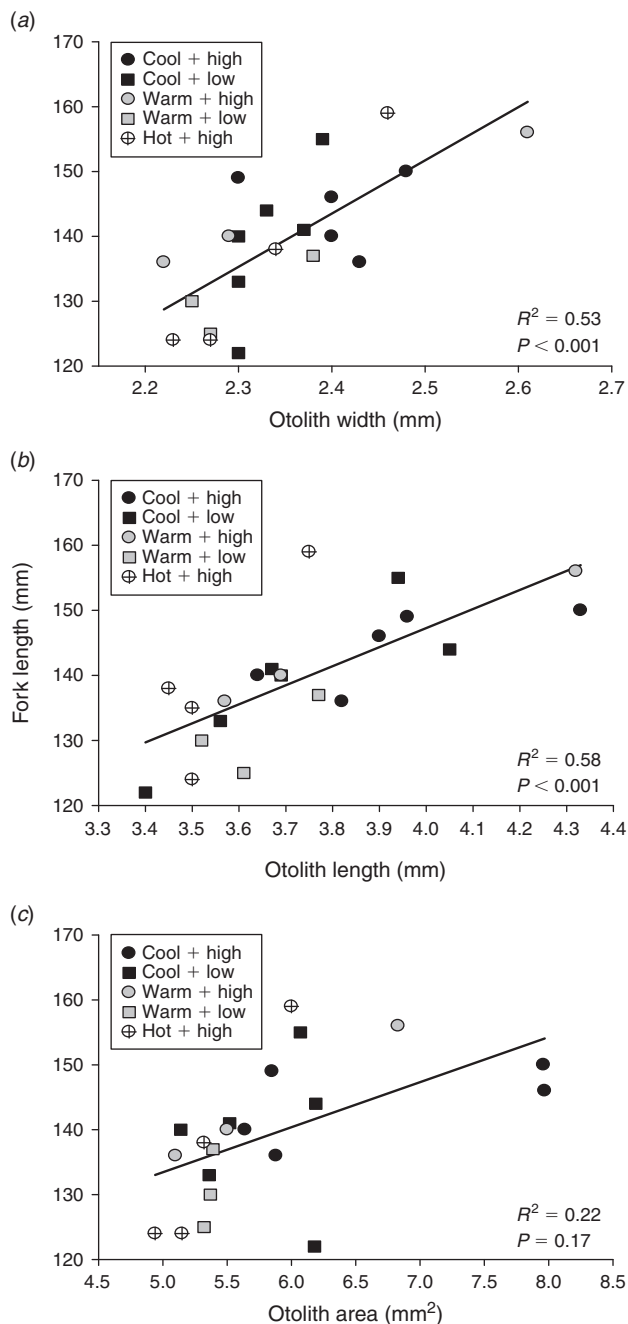 (a)
170
160
150
140
130
120
110
Cool + high
Cool + low
Warm + high
Warm + low
Hot + high
R² = 0.53
P < 0.001
2.2 2.3 2.4 2.5 2.6 2.7
Otolith width (mm)
(b)
Fork length (mm)
170
160
150
140
130
120
Cool + high
Cool + low
Warm + high
Warm + low
Hot + high
R² = 0.58
P < 0.001
3.3 3.4 3.5 3.6 3.7 3.8 3.9 4.0 4.1 4.2 4.3 4.4
Otolith length (mm)
(c)
170
160
150
140
130
120
Cool + high
Cool + low
Warm + high
Warm + low
Hot + high
R² = 0.22
P = 0.17
4.5 5.0 5.5 6.0 6.5 7.0 7.5 8.0 8.5
Otolith area (mm²)